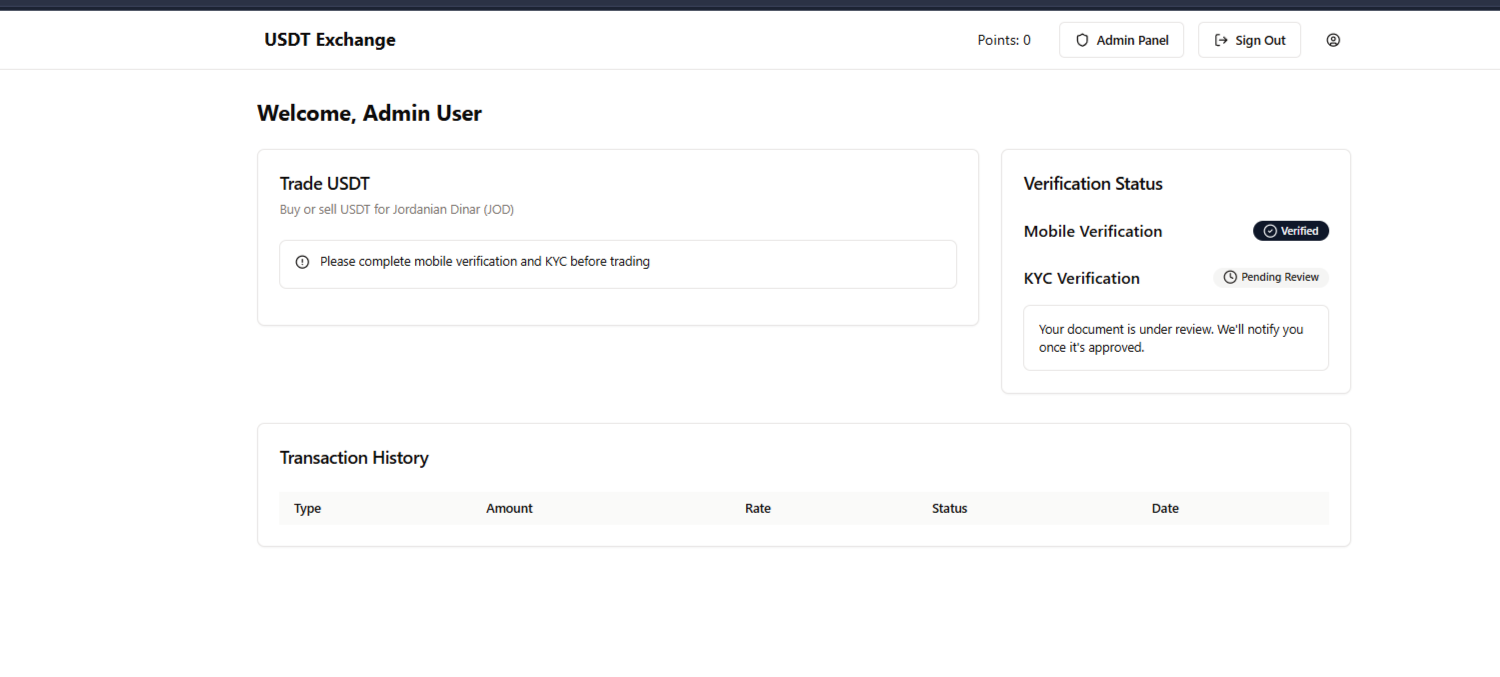 USDT Exchange
Points: 0
Admin Panel
Sign Out
Welcome, Admin User
Trade USDT
Buy or sell USDT for Jordanian Dinar (JOD)
Please complete mobile verification and KYC before trading
Verification Status
Mobile Verification
Verified
KYC Verification
Pending Review
Your document is under review. We'll notify you
once it's approved.
Transaction History
Type Amount Rate Status Date